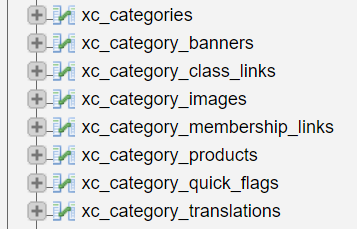 xc_categories
xc_category_banners
xc_category_class_links
xc_category_images
xc_category_membership_links
xc_category_products
xc_category_quick_flags
xc_category_translations